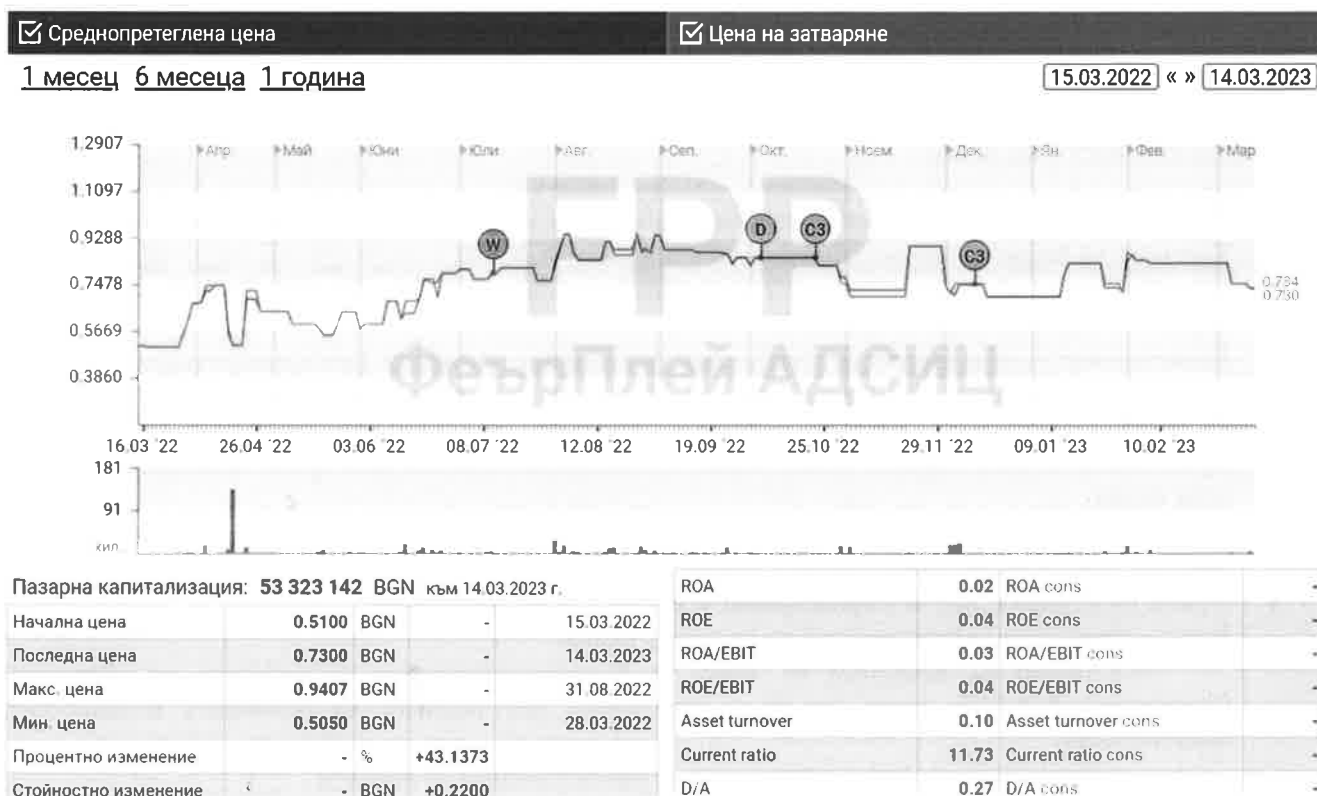 Среднопретеглена цена
Цена на затваряне
1 месец 6 месеца 1 година
15.03.2022 « » 14.03.2023
1.2907
1.1097
0.9288
0.7478
0.5669
0.3860
Апр. Май Юни Юли Авг. Сеп. Окт. Ноем. Дек. Ян. Фев. Мар
FPP
ФеърПлей АДСИЦ
W D C3 C3
0.734
0.730
16.03 '22 26.04 '22 03.06 '22 08.07 '22 12.08 '22 19.09 '22 25.10 '22 29.11 '22 09.01 '23 10.02 '23
181
91
хил.
Пазарна капитализация: 53 323 142 BGN към 14.03.2023 г.
Начална цена 0.5100 BGN - 15.03.2022
Последна цена 0.7300 BGN - 14.03.2023
Макс. цена 0.9407 BGN - 31.08.2022
Мин. цена 0.5050 BGN - 28.03.2022
Процентно изменение - % +43.1373
Стойностно изменение - BGN +0.2200
ROA 0.02 ROA cons -
ROE 0.04 ROE cons -
ROA/EBIT 0.03 ROA/EBIT cons -
ROE/EBIT 0.04 ROE/EBIT cons -
Asset turnover 0.10 Asset turnover cons -
Current ratio 11.73 Current ratio cons -
D/A 0.27 D/A cons -